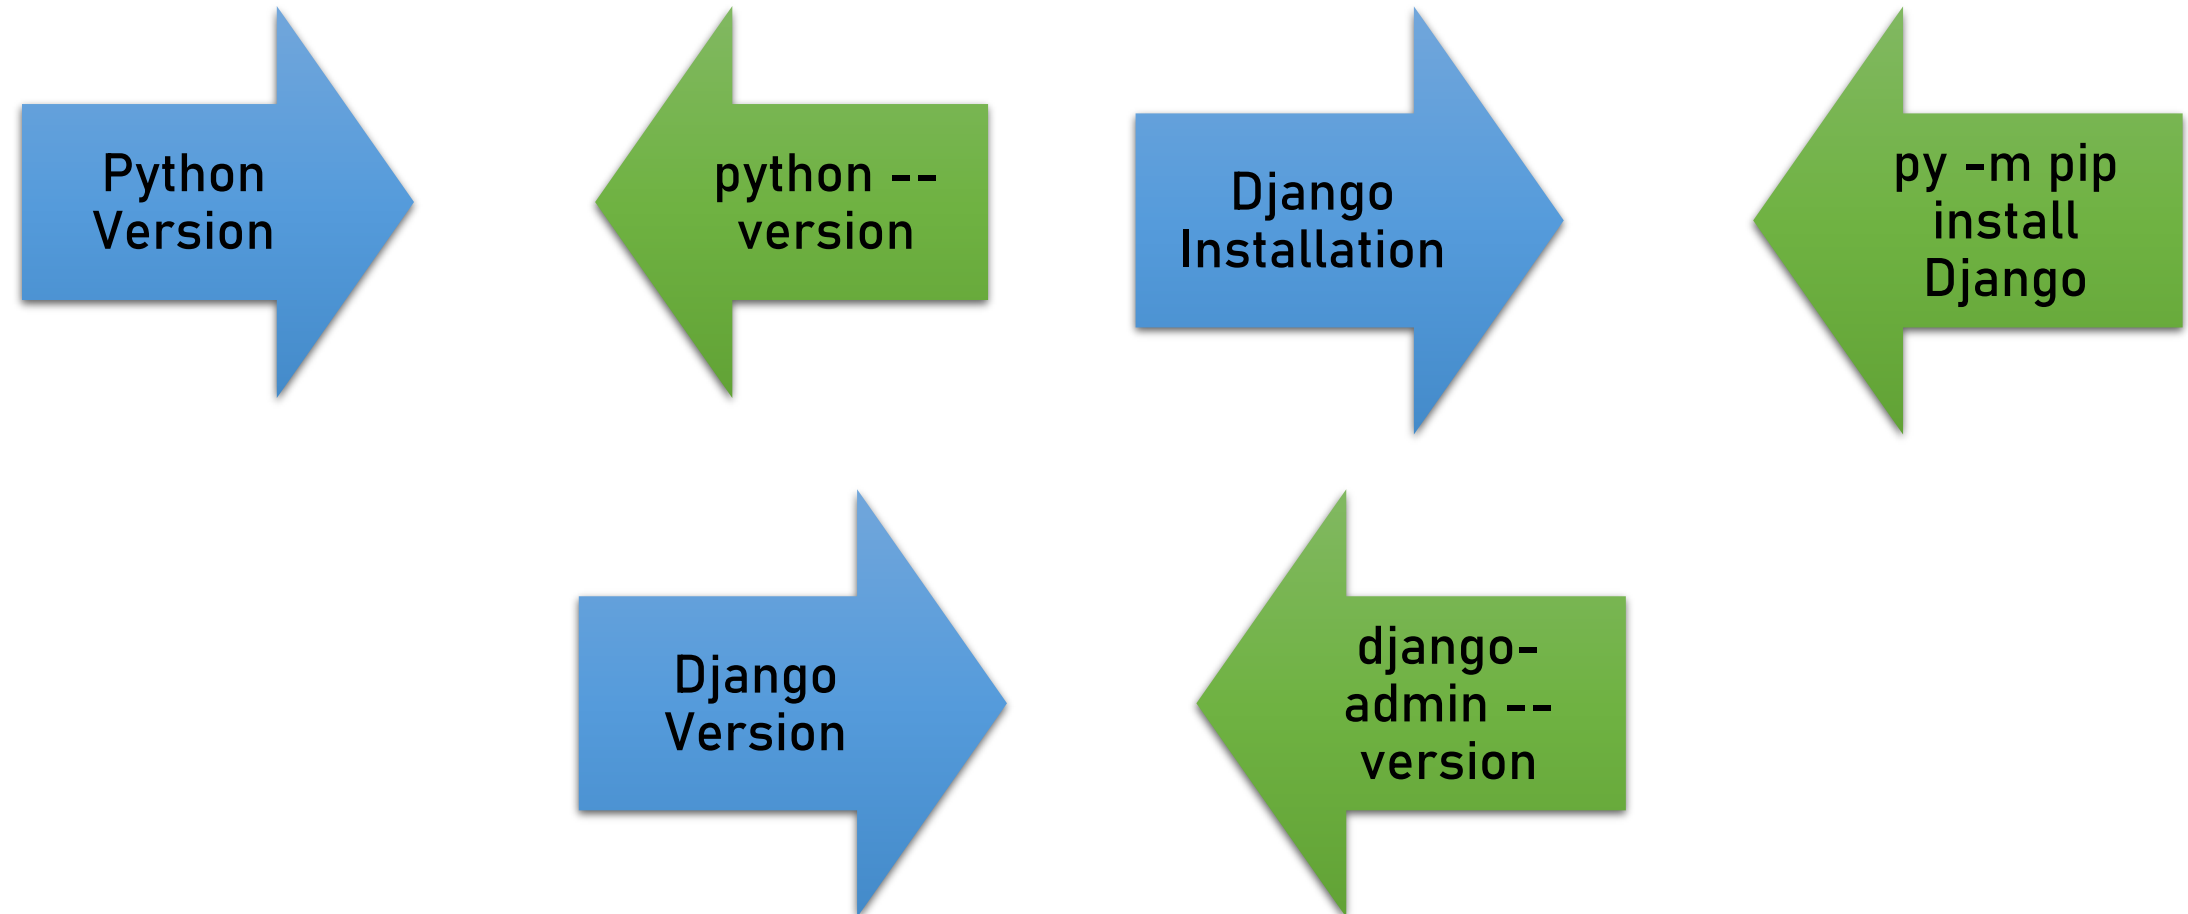 Python
Version
python --
version
Django
Installation
py -m pip
install
Django
Django
Version
django-
admin --
version